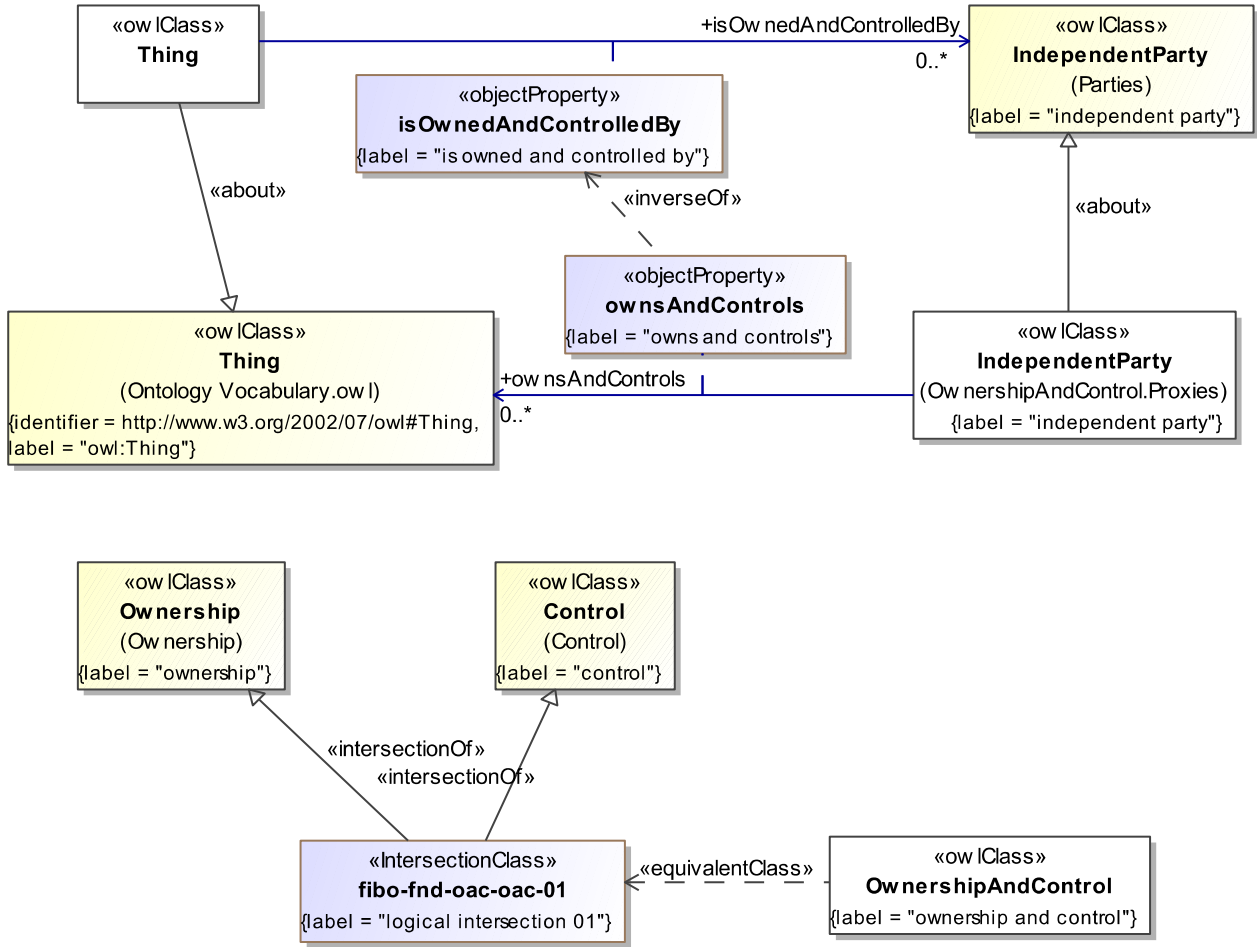 «owlClass»
Thing
+isOwnedAndControlledBy
0..*
«owlClass»
IndependentParty
(Parties)
{label = "independent party"}
«objectProperty»
isOwnedAndControlledBy
{label = "is owned and controlled by"}
«about»
«inverseOf»
«about»
«objectProperty»
ownsAndControls
{label = "owns and controls"}
«owlClass»
Thing
(Ontology Vocabulary.owl)
{identifier = http://www.w3.org/2002/07/owl#Thing,
label = "owl:Thing"}
+ownsAndControls
0..*
«owlClass»
IndependentParty
(OwnershipAndControl.Proxies)
{label = "independent party"}
«owlClass»
Ownership
(Ownership)
{label = "ownership"}
«owlClass»
Control
(Control)
{label = "control"}
«intersectionOf»
«intersectionOf»
«IntersectionClass»
fibo-fnd-oac-oac-01
{label = "logical intersection 01"}
«equivalentClass»
«owlClass»
OwnershipAndControl
{label = "ownership and control"}